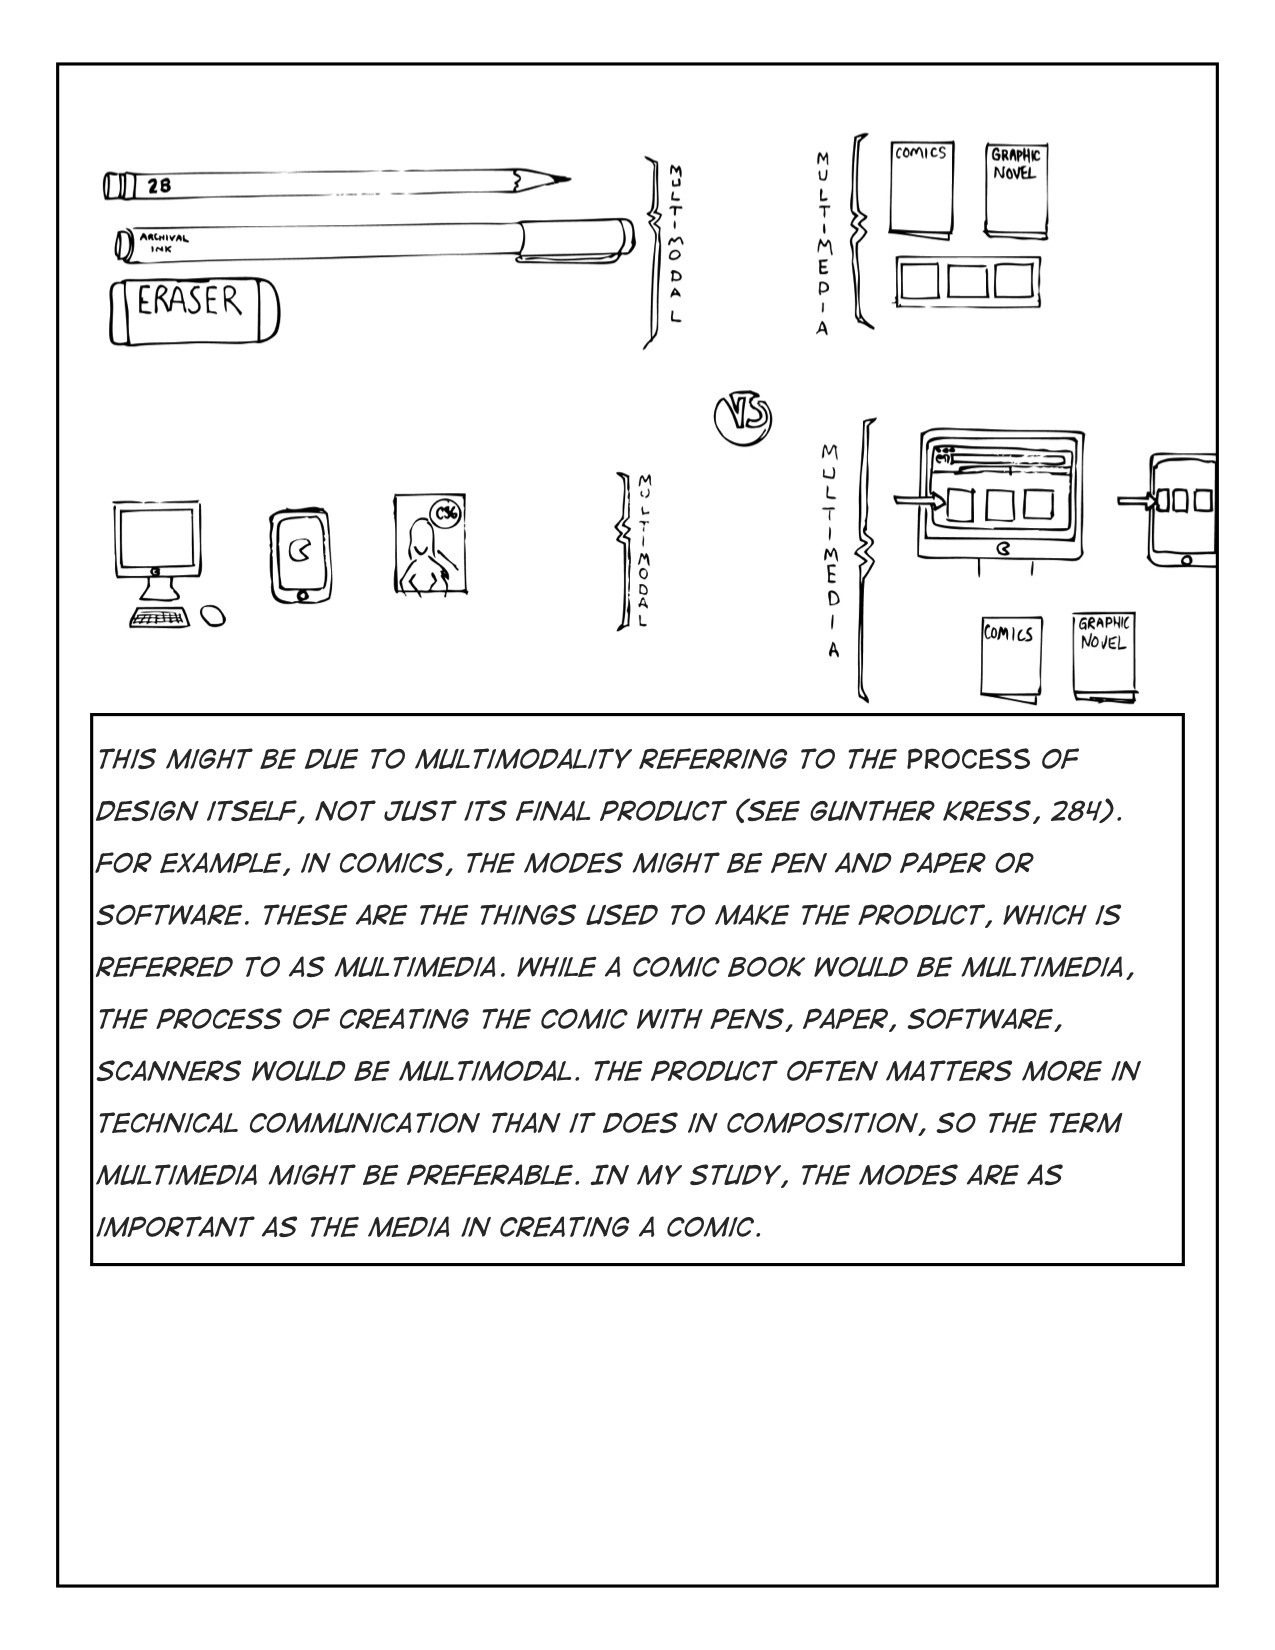 2B
ARCHIVAL
INK
ERASER
MULTIMODAL
MULTIMEDIA
COMICS
GRAPHIC
NOVEL
VS
CS6
MULTIMODAL
MULTIMEDIA
COMICS
GRAPHIC
NOVEL
THIS MIGHT BE DUE TO MULTIMODALITY REFERRING TO THE PROCESS OF
DESIGN ITSELF, NOT JUST ITS FINAL PRODUCT (SEE GUNTHER KRESS, 284).
FOR EXAMPLE, IN COMICS, THE MODES MIGHT BE PEN AND PAPER OR
SOFTWARE. THESE ARE THE THINGS USED TO MAKE THE PRODUCT, WHICH IS
REFERRED TO AS MULTIMEDIA. WHILE A COMIC BOOK WOULD BE MULTIMEDIA,
THE PROCESS OF CREATING THE COMIC WITH PENS, PAPER, SOFTWARE,
SCANNERS WOULD BE MULTIMODAL. THE PRODUCT OFTEN MATTERS MORE IN
TECHNICAL COMMUNICATION THAN IT DOES IN COMPOSITION, SO THE TERM
MULTIMEDIA MIGHT BE PREFERABLE. IN MY STUDY, THE MODES ARE AS
IMPORTANT AS THE MEDIA IN CREATING A COMIC.